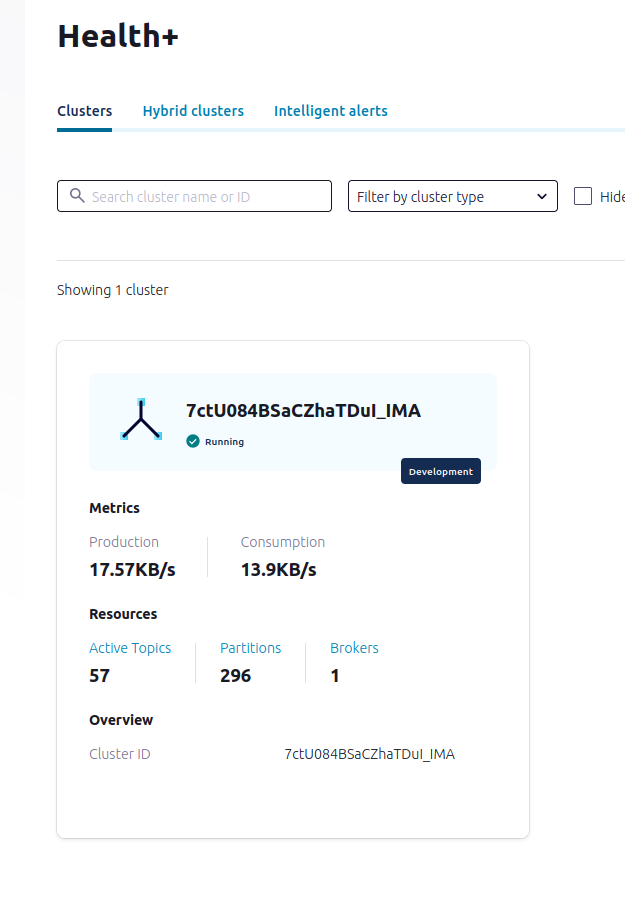 Health+
Clusters Hybrid clusters Intelligent alerts
Search cluster name or ID Filter by cluster type Hide
Showing 1 cluster
7ctU084BSaCZhaTDuI_IMA
Running
Development
Metrics
Production Consumption
17.57KB/s 13.9KB/s
Resources
Active Topics Partitions Brokers
57 296 1
Overview
Cluster ID 7ctU084BSaCZhaTDuI_IMA